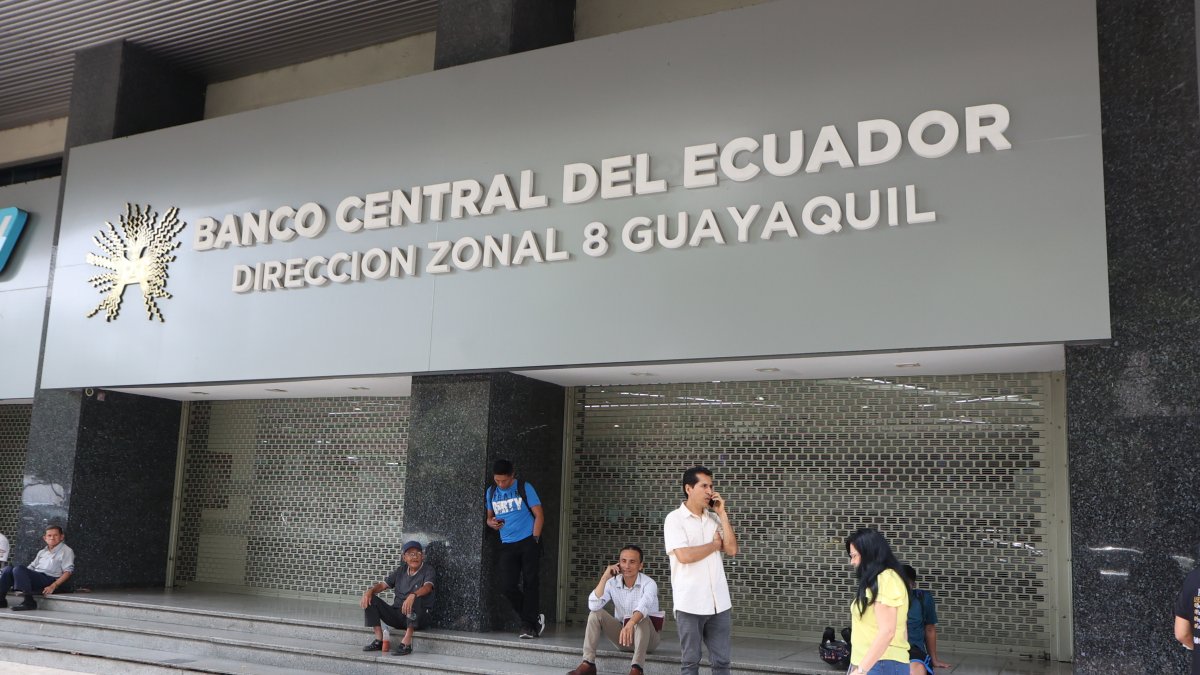 BANCO CENTRAL DEL ECUADOR
DIRECCION ZONAL 8 GUAYAQUIL